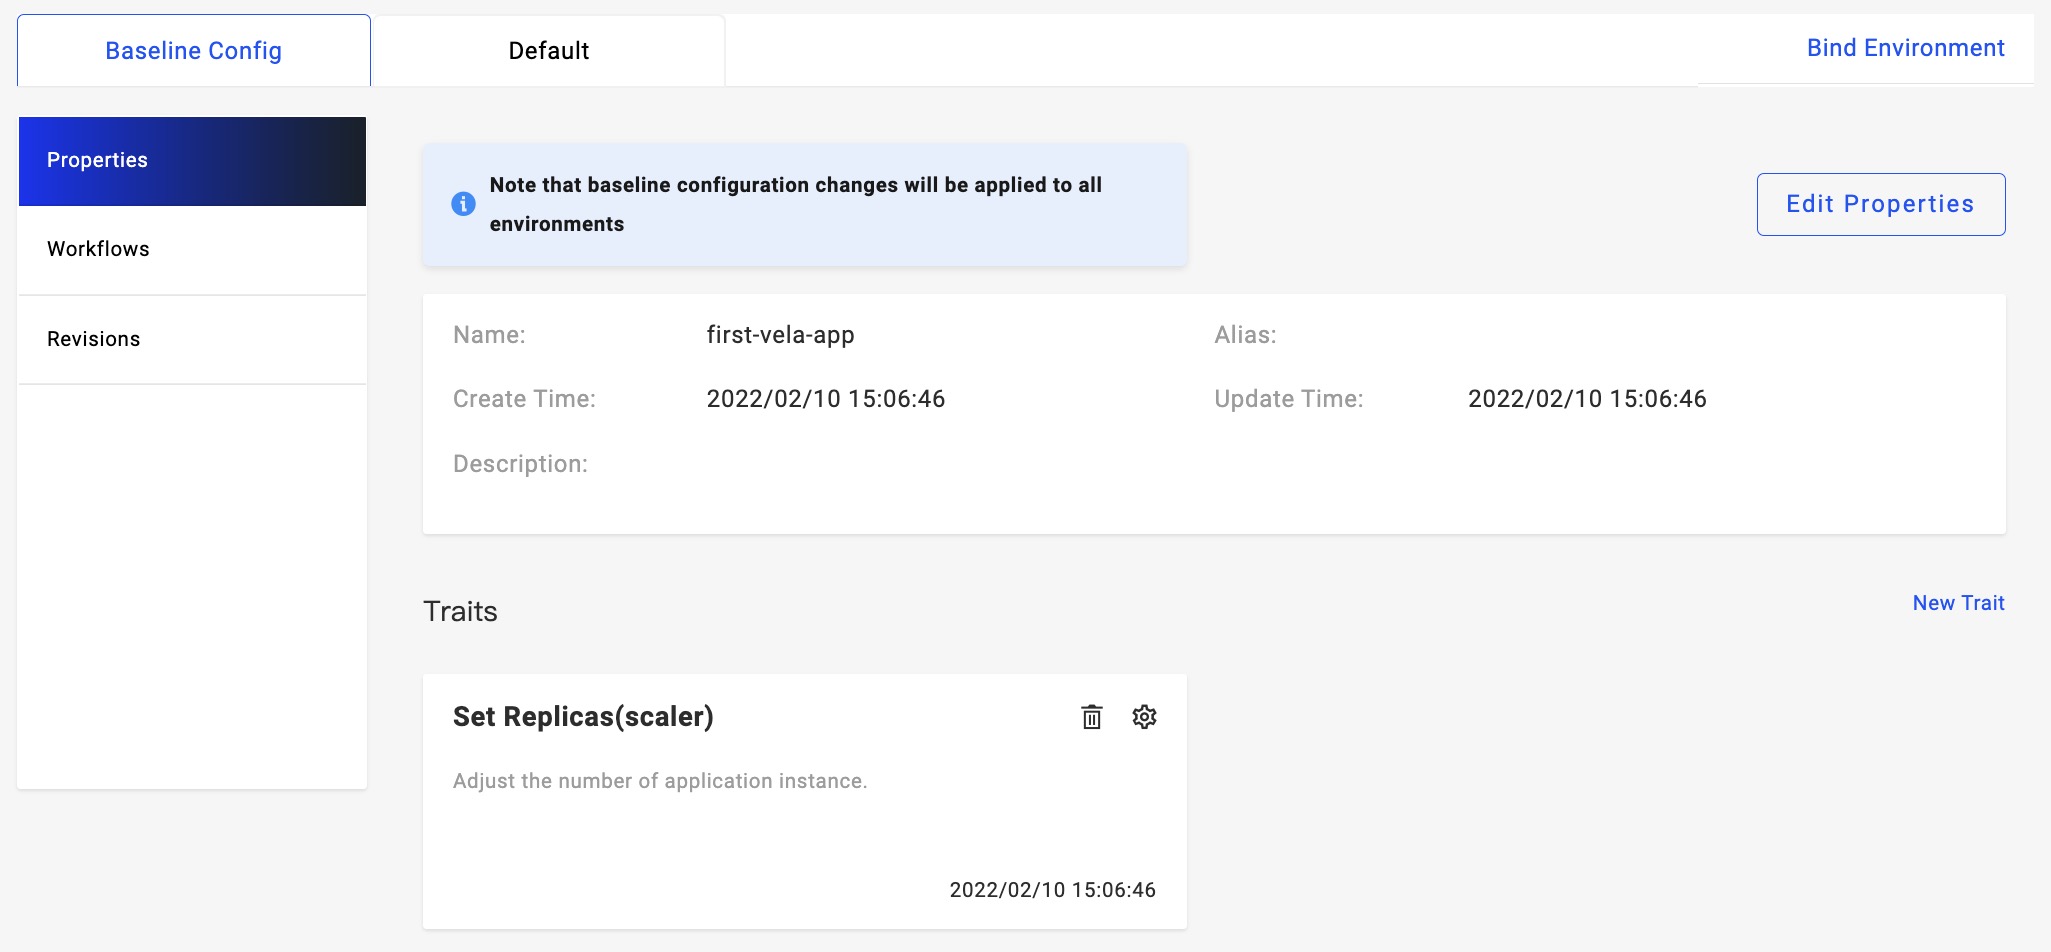 Baseline Config
Default
Bind Environment
Properties
Workflows
Revisions
Note that baseline configuration changes will be applied to all
environments
Edit Properties
Name: first-vela-app Alias:
Create Time: 2022/02/10 15:06:46 Update Time: 2022/02/10 15:06:46
Description:
Traits
New Trait
Set Replicas(scaler)
Adjust the number of application instance.
2022/02/10 15:06:46